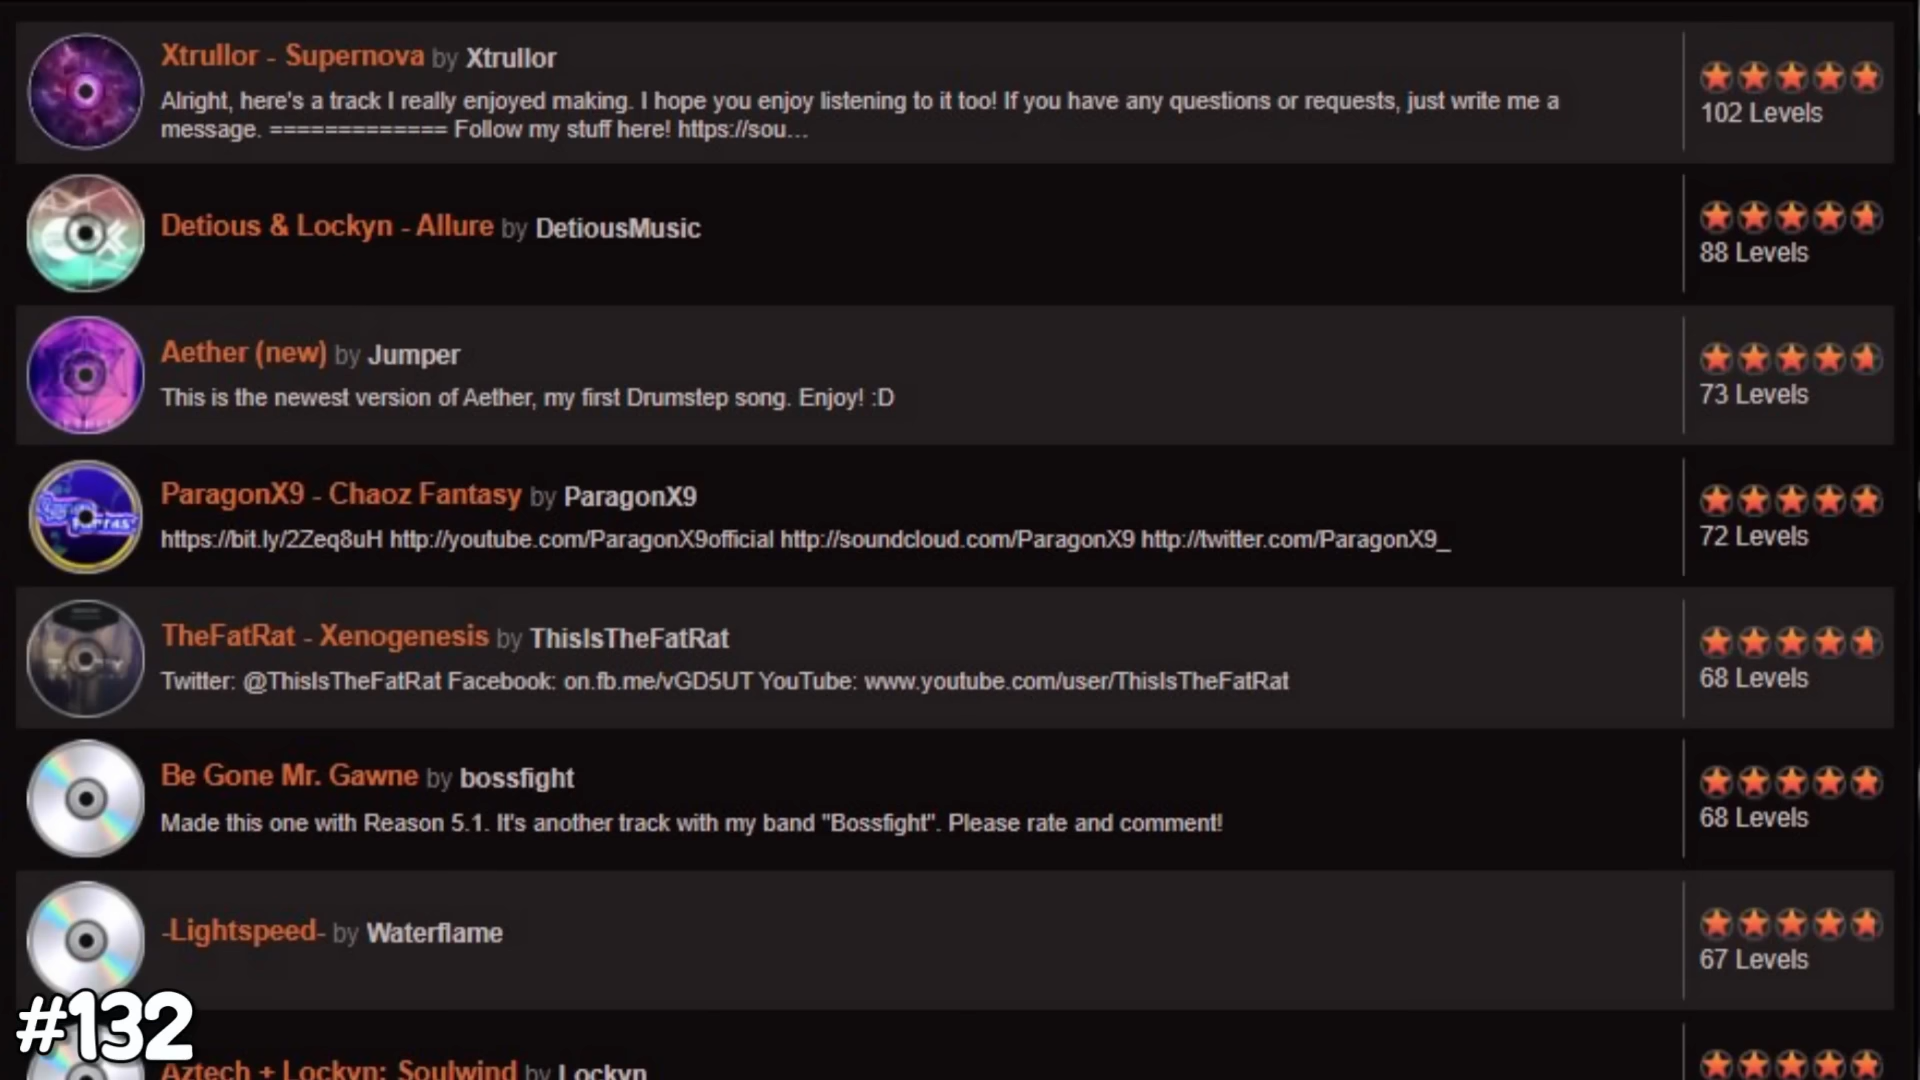 Xtrullor - Supernova by Xtrullor
Alright, here's a track I really enjoyed making. I hope you enjoy listening to it too! If you have any questions or requests, just write me a
message. ============= Follow my stuff here! https://sou...
102 Levels
Detious & Lockyn - Allure by DetiousMusic
88 Levels
Aether (new) by Jumper
This is the newest version of Aether, my first Drumstep song. Enjoy! :D
73 Levels
ParagonX9 - Chaoz Fantasy by ParagonX9
https://bit.ly/2Zeq8uH http://youtube.com/ParagonX9official http://soundcloud.com/ParagonX9 http://twitter.com/ParagonX9_
72 Levels
TheFatRat - Xenogenesis by ThisIsTheFatRat
Twitter: @ThisIsTheFatRat Facebook: on.fb.me/vGD5UT YouTube: www.youtube.com/user/ThisIsTheFatRat
68 Levels
Be Gone Mr. Gawne by bossfight
Made this one with Reason 5.1. It's another track with my band "Bossfight". Please rate and comment!
68 Levels
-Lightspeed- by Waterflame
67 Levels
#132
Aztech + Lockyn: Soulwind by Lockyn